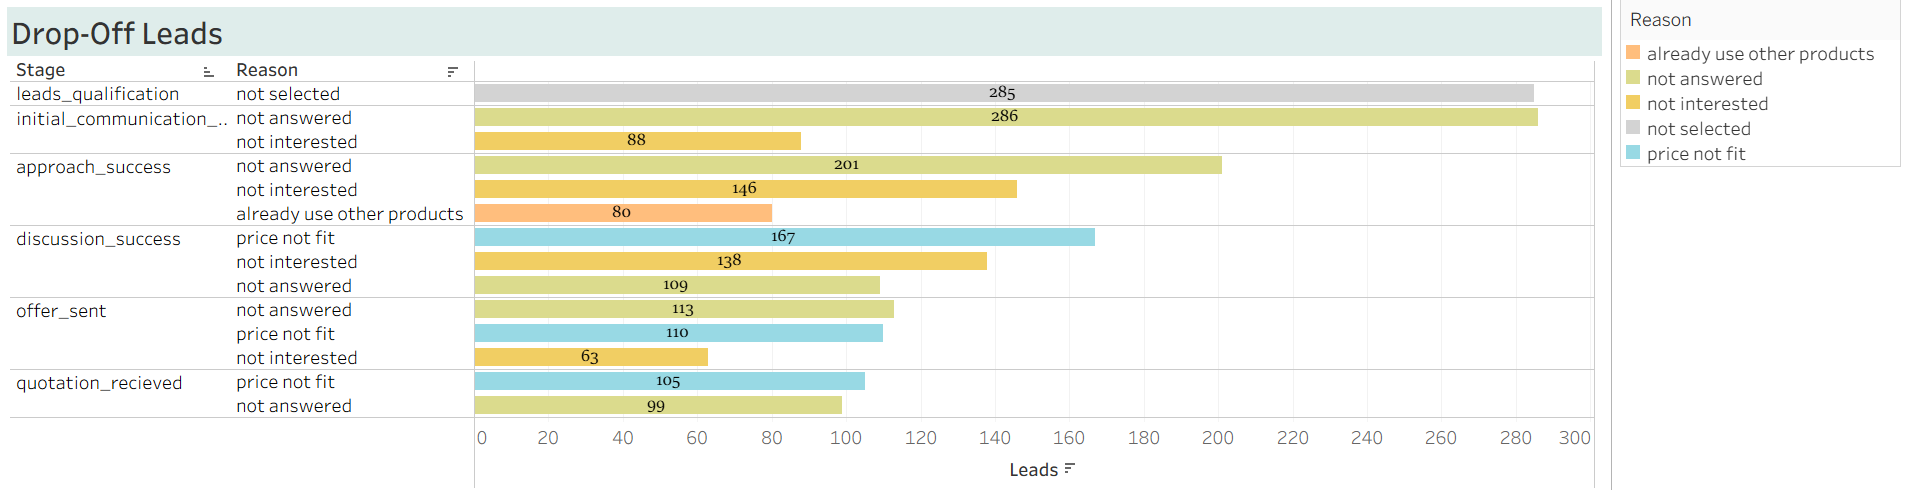 Drop-Off Leads
Stage Reason
leads_qualification not selected 285
initial_communication_.. not answered 286
not interested 88
approach_success not answered 201
not interested 146
already use other products 80
discussion_success price not fit 167
not interested 138
not answered 109
offer_sent not answered 113
price not fit 110
not interested 63
quotation_recieved price not fit 105
not answered 99
0 20 40 60 80 100 120 140 160 180 200 220 240 260 280 300
Leads
Reason
already use other products
not answered
not interested
not selected
price not fit